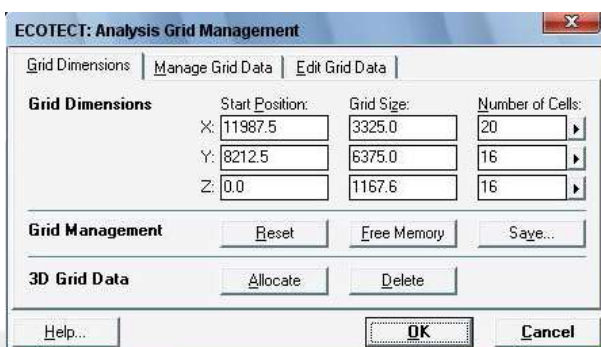 ECOTECT: Analysis Grid Management
Grid Dimensions Manage Grid Data Edit Grid Data
Grid Dimensions Start Position: Grid Size: Number of Cells:
X: 11987.5 3325.0 20
Y: 8212.5 6375.0 16
Z: 0.0 1167.6 16
Grid Management Reset Free Memory Save...
3D Grid Data Allocate Delete
Help... OK Cancel